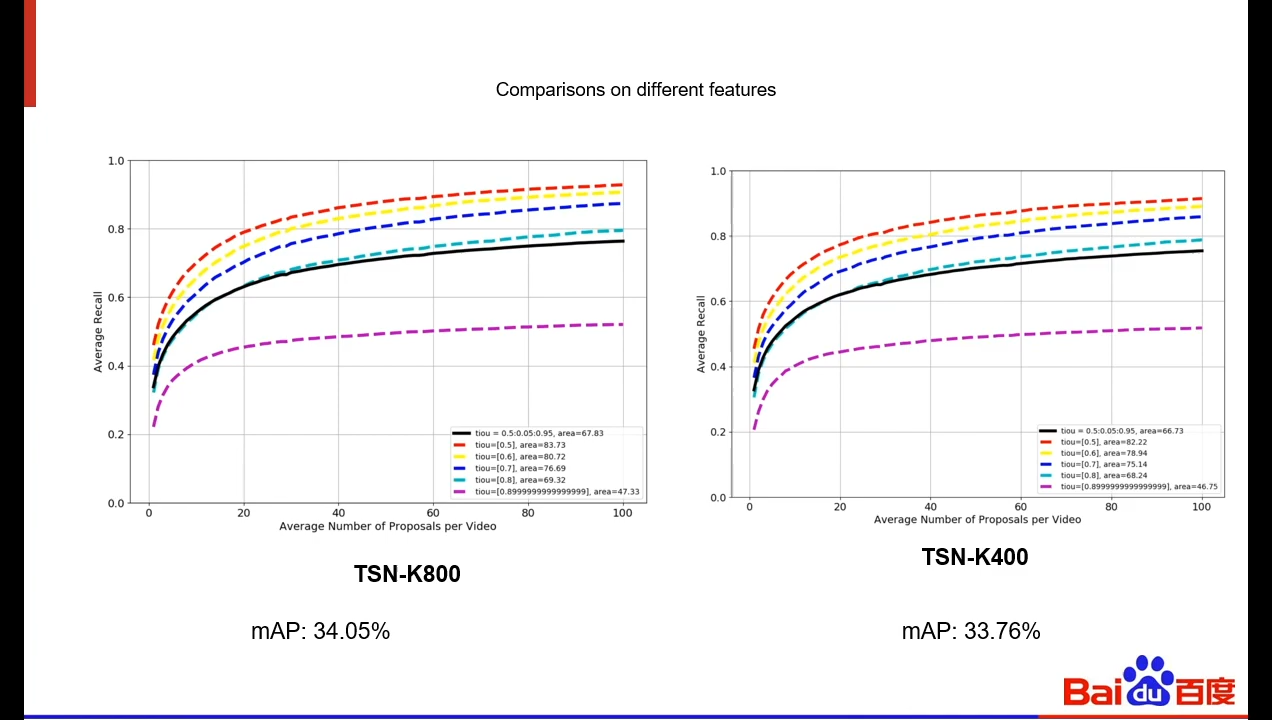 Comparisons on different features
1.0
0.8
0.6
0.4
0.2
0.0
Average Recall
0 20 40 60 80 100
Average Number of Proposals per Video
tiou = 0.5:0.05:0.95, area=67.83
tiou=[0.5], area=83.73
tiou=[0.6], area=80.72
tiou=[0.7], area=76.69
tiou=[0.8], area=69.32
tiou=[0.8999999999999999], area=47.33
TSN-K800
mAP: 34.05%
1.0
0.8
0.6
0.4
0.2
0.0
Average Recall
0 20 40 60 80 100
Average Number of Proposals per Video
tiou = 0.5:0.05:0.95, area=66.73
tiou=[0.5], area=82.22
tiou=[0.6], area=78.94
tiou=[0.7], area=75.14
tiou=[0.8], area=68.24
tiou=[0.8999999999999999], area=46.75
TSN-K400
mAP: 33.76%
Bai du 百度